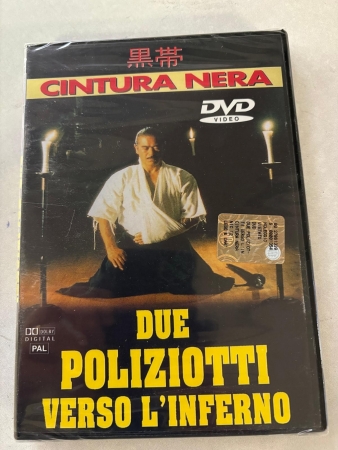 黒帯
CINTURA NERA
DVD
VIDEO
DOLBY
DIGITAL
PAL
DUE
POLIZIOTTI
VERSO L'INFERNO